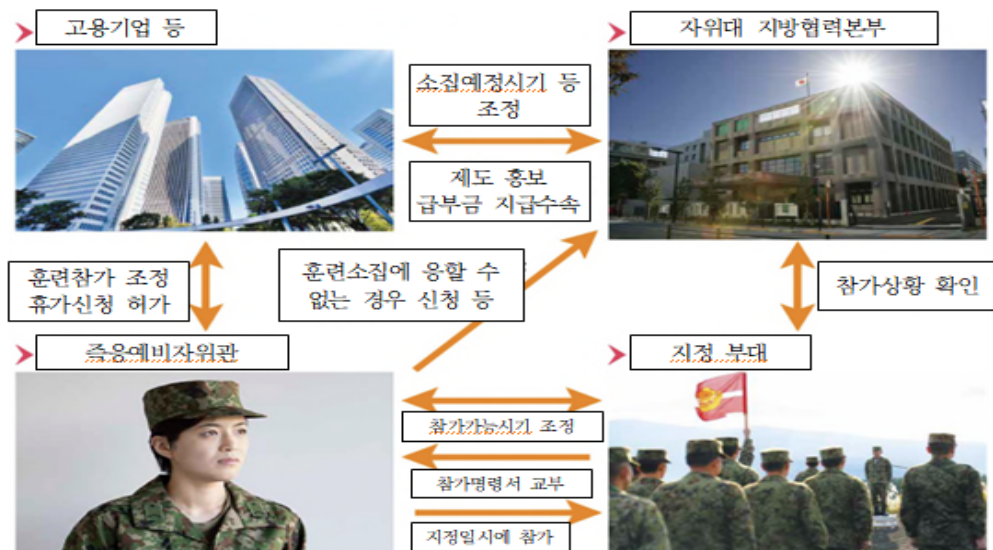 고용기업 등
자위대 지방협력본부
소집예정시기 등
조정
제도 홍보
급부금 지급수속
훈련참가 조정
휴가신청 허가
훈련소집에 응할 수
없는 경우 신청 등
참가상황 확인
즉응예비자위관
지정 부대
참가가능시기 조정
참가명령서 교부
지정일시에 참가